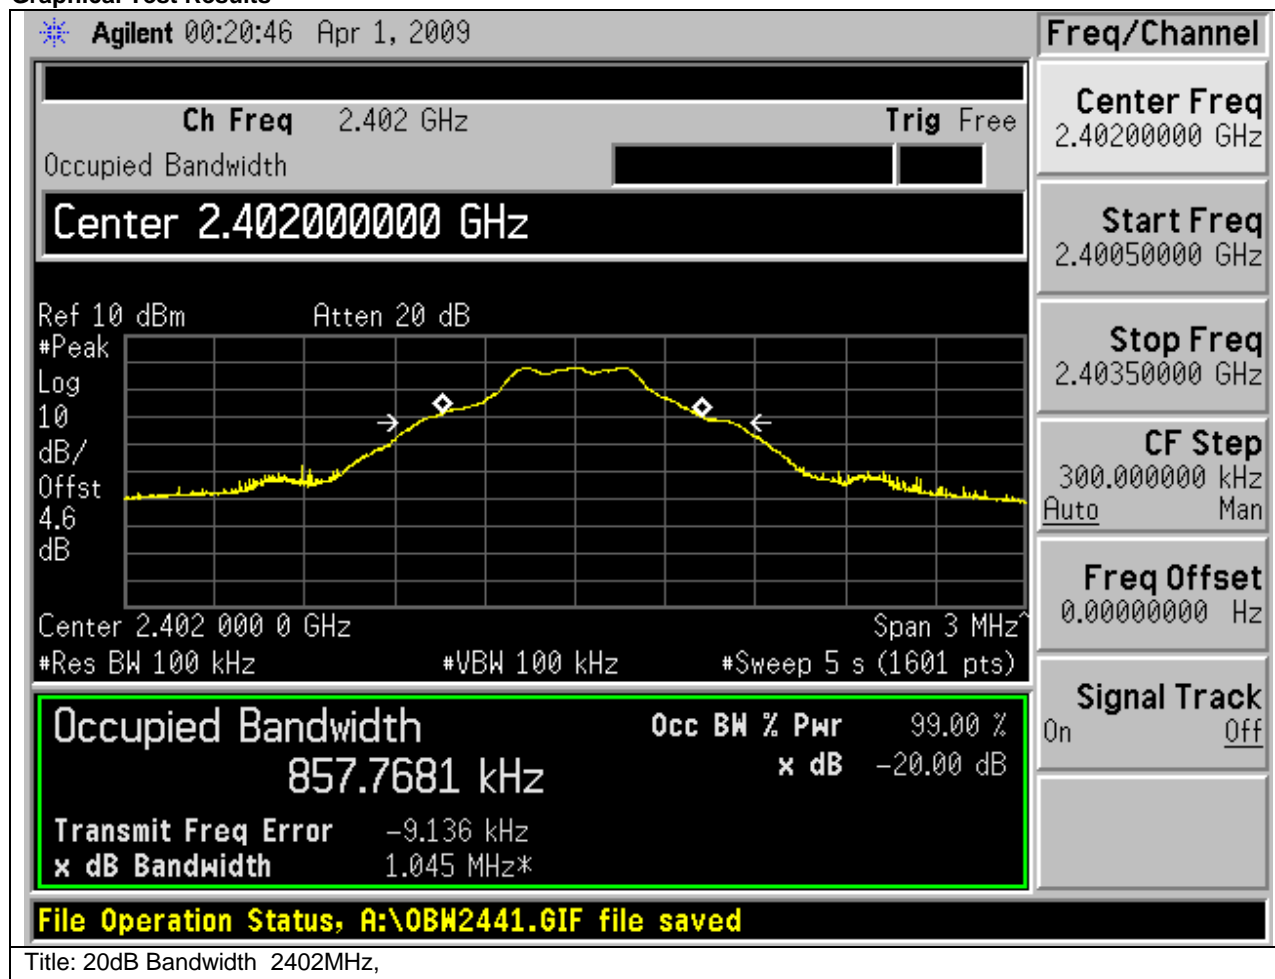 Graphical Test Results
Agilent 00:20:46 Apr 1, 2009
Freq/Channel
Ch Freq 2.402 GHz
Trig Free
Occupied Bandwidth
Center 2.402000000 GHz
Ref 10 dBm
Atten 20 dB
#Peak
Log
10
dB/
Offst
4.6
dB
Center 2.402 000 0 GHz
Span 3 MHz^
#Res BW 100 kHz
#VBW 100 kHz
#Sweep 5 s (1601 pts)
Occupied Bandwidth
857.7681 kHz
Occ BW % Pwr 99.00 %
x dB -20.00 dB
Transmit Freq Error -9.136 kHz
x dB Bandwidth 1.045 MHz*
Center Freq
2.40200000 GHz
Start Freq
2.40050000 GHz
Stop Freq
2.40350000 GHz
CF Step
300.000000 kHz
Auto Man
Freq Offset
0.00000000 Hz
Signal Track
On Off
File Operation Status, A:\OBW2441.GIF file saved
Title: 20dB Bandwidth 2402MHz,